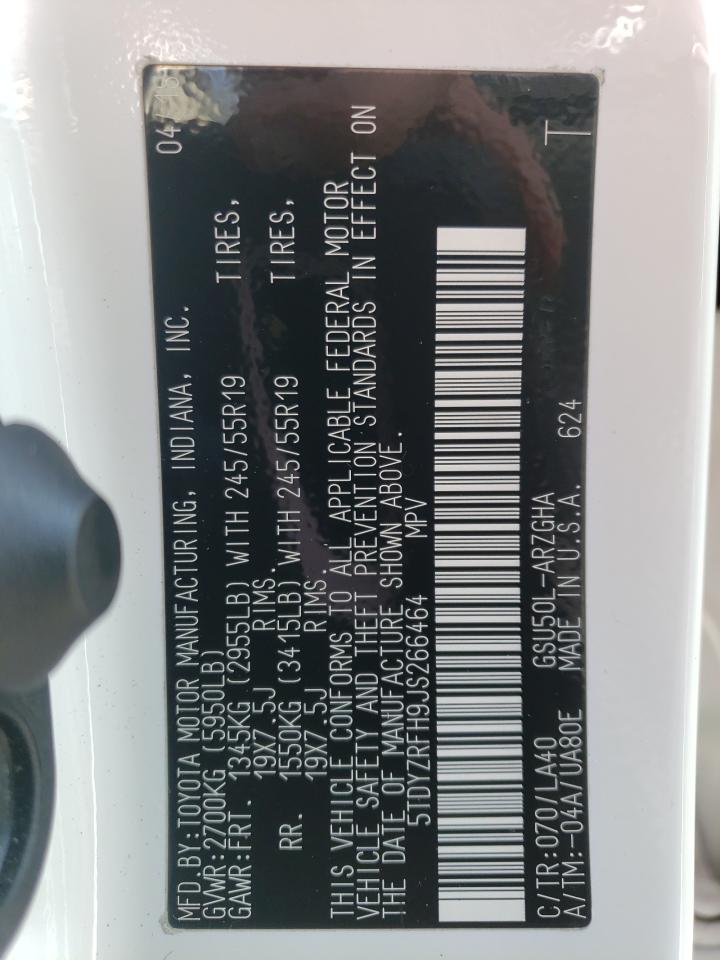 MFD.BY:TOYOTA MOTOR MANUFACTURING, INDIANA, INC. 04/18
GVWR:2700KG (5950LB)
GAWR:FRT. 1345KG (2955LB) WITH 245/55R19 TIRES,
19X7.5J RIMS.
RR. 1550KG (3415LB) WITH 245/55R19 TIRES,
19X7.5J RIMS.
THIS VEHICLE CONFORMS TO ALL APPLICABLE FEDERAL MOTOR
VEHICLE SAFETY AND THEFT PREVENTION STANDARDS IN EFFECT ON
THE DATE OF MANUFACTURE SHOWN ABOVE.
5TDYZRFH9JS266464 MPV
C/TR:070/LA40 GSU50L-ARZGHA T
A/TM:-04A/UA80E MADE IN U.S.A. 624